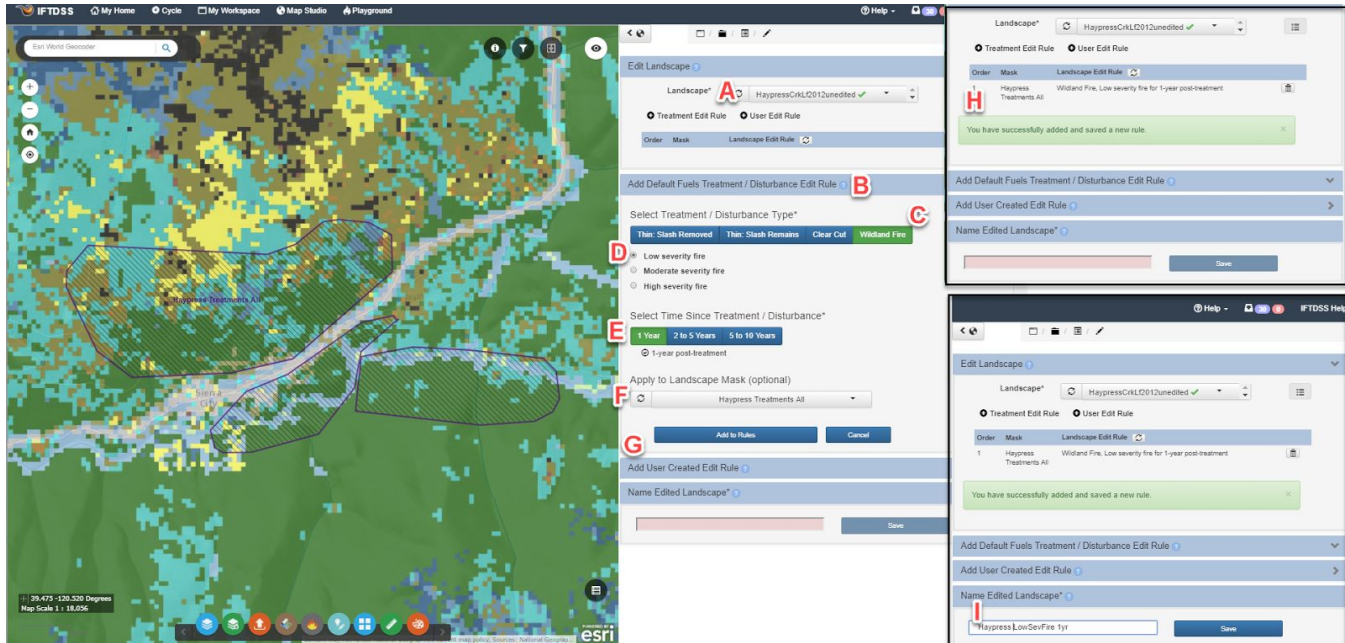 IFTDSS My Home Cycle My Workspace Map Studio Playground Help
Esri World Geocoder
Haypress Treatments All
Sierra
City
39.475 -120.520 Degrees
Map Scale 1 : 18,056
POWERED BY
esri
Edit Landscape
A
Landscape* HaypressCrkLf2012unedited
Treatment Edit Rule User Edit Rule
Order Mask Landscape Edit Rule
Add Default Fuels Treatment / Disturbance Edit Rule B
Select Treatment / Disturbance Type* C
Thin: Slash Removed Thin: Slash Remains Clear Cut Wildland Fire
D Low severity fire
Moderate severity fire
High severity fire
Select Time Since Treatment / Disturbance*
E 1 Year 2 to 5 Years 5 to 10 Years
1-year post-treatment
Apply to Landscape Mask (optional)
F Haypress Treatments All
Add to Rules Cancel
G
Add User Created Edit Rule
Name Edited Landscape*
Save
Landscape* HaypressCrkLf2012unedited
Treatment Edit Rule User Edit Rule
Order Mask Landscape Edit Rule
H 1 Haypress Wildland Fire, Low severity fire for 1-year post-treatment
Treatments All
You have successfully added and saved a new rule. ×
Add Default Fuels Treatment / Disturbance Edit Rule
Add User Created Edit Rule
Name Edited Landscape*
Save
Help 30 IFTDSS Help
Edit Landscape
Landscape* HaypressCrkLf2012unedited
Treatment Edit Rule User Edit Rule
Order Mask Landscape Edit Rule
1 Haypress Wildland Fire, Low severity fire for 1-year post-treatment
Treatments All
You have successfully added and saved a new rule. ×
Add Default Fuels Treatment / Disturbance Edit Rule
Add User Created Edit Rule
Name Edited Landscape*
I
Haypress LowSevFire 1yr Save